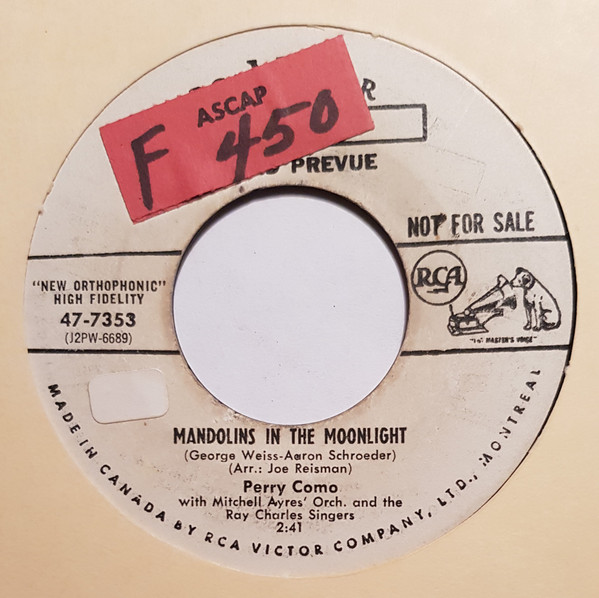 ASCAP
F 450
R
PREVUE
NOT FOR SALE
"NEW ORTHOPHONIC"
HIGH FIDELITY
47-7353
(J2PW-6689)
RCA
"HIS MASTER'S VOICE"
MANDOLINS IN THE MOONLIGHT
(George Weiss-Aaron Schroeder)
(Arr.: Joe Reisman)
Perry Como
with Mitchell Ayres' Orch. and the
Ray Charles Singers
2:41
MADE IN CANADA BY RCA VICTOR COMPANY, LTD., MONTREAL